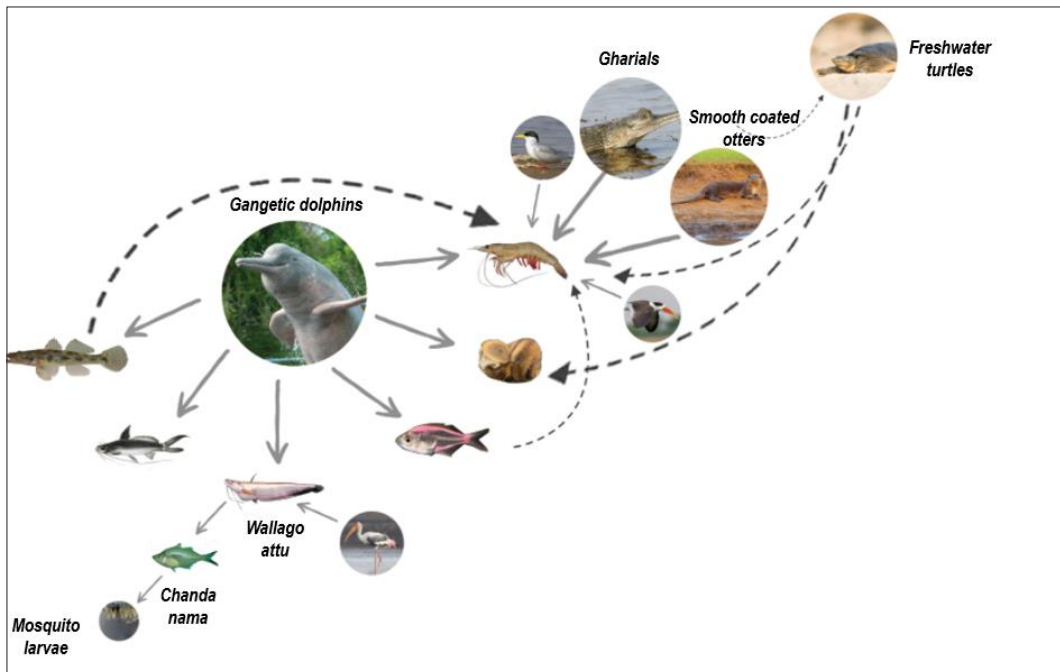 Gharials
Freshwater
turtles
Smooth coated
otters
Gangetic dolphins
Wallago
attu
Chanda
nama
Mosquito
larvae